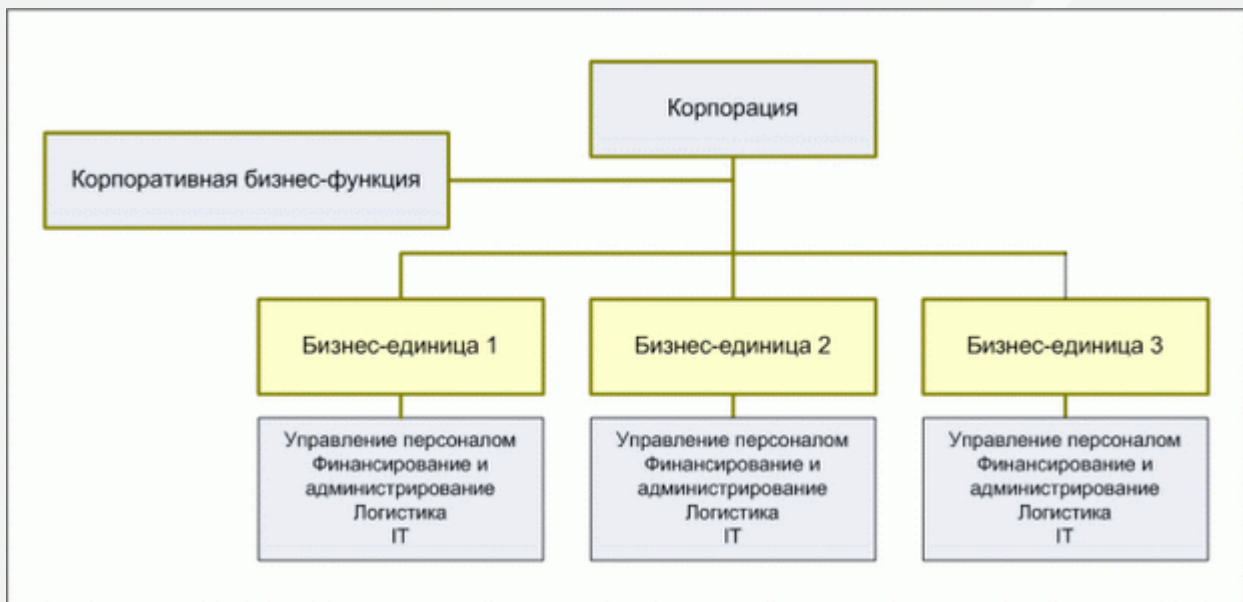 Корпорация
Корпоративная бизнес-функция
Бизнес-единица 1
Бизнес-единица 2
Бизнес-единица 3
Управление персоналом
Финансирование и
администрирование
Логистика
IT
Управление персоналом
Финансирование и
администрирование
Логистика
IT
Управление персоналом
Финансирование и
администрирование
Логистика
IT